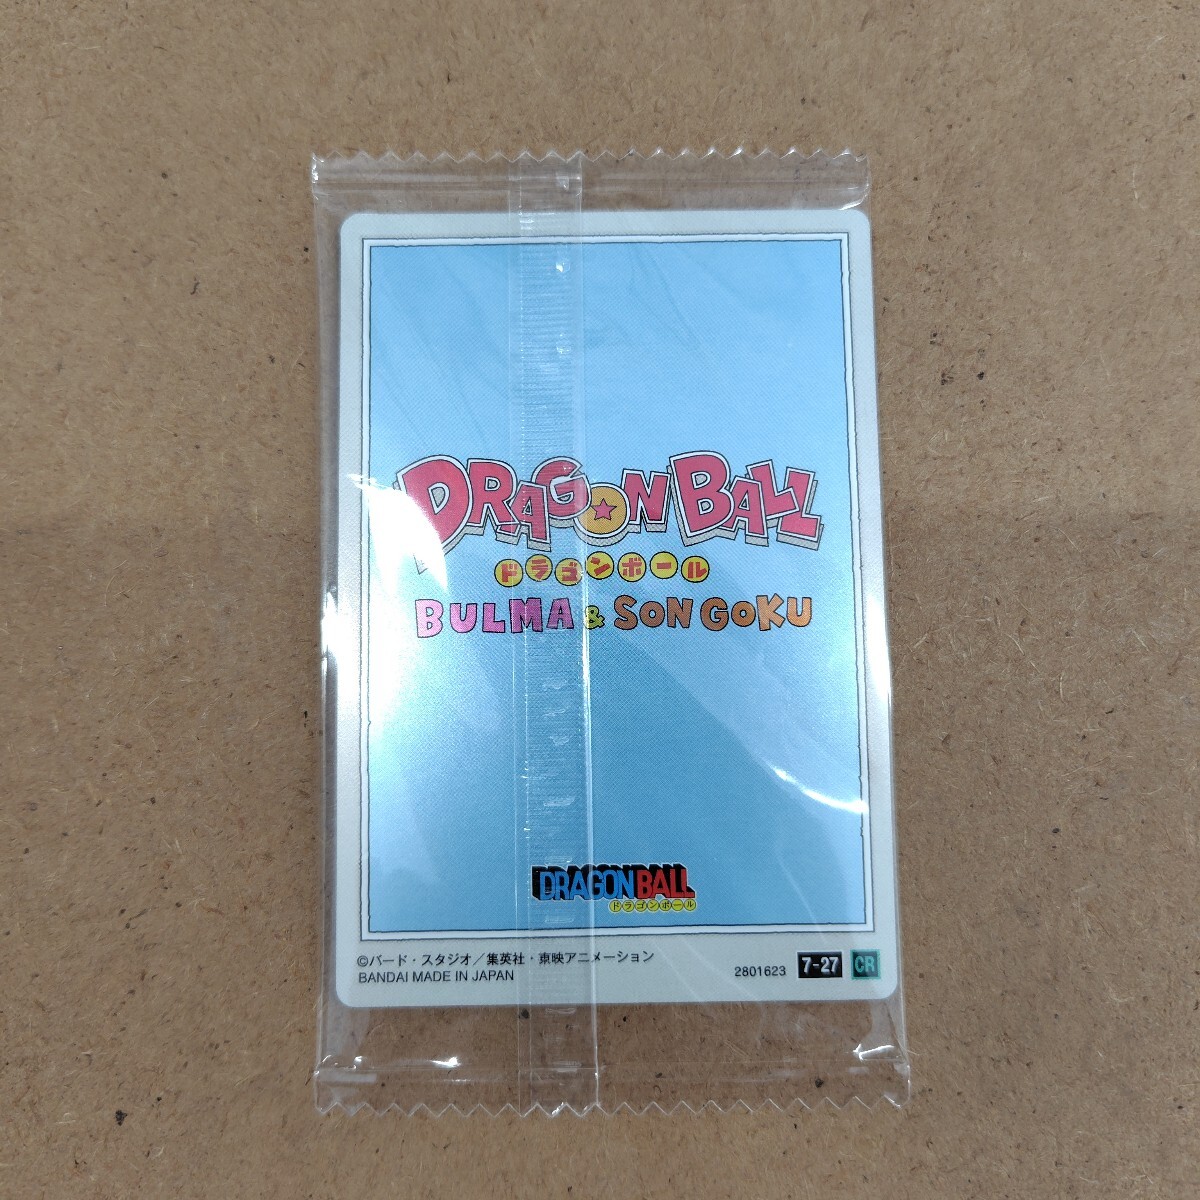 DRAGON BALL
ドラゴンボール
BULMA & SON GOKU
DRAGON BALL
ドラゴンボール
©バード・スタジオ／集英社・東映アニメーション
BANDAI MADE IN JAPAN
2801623 7-27 CR